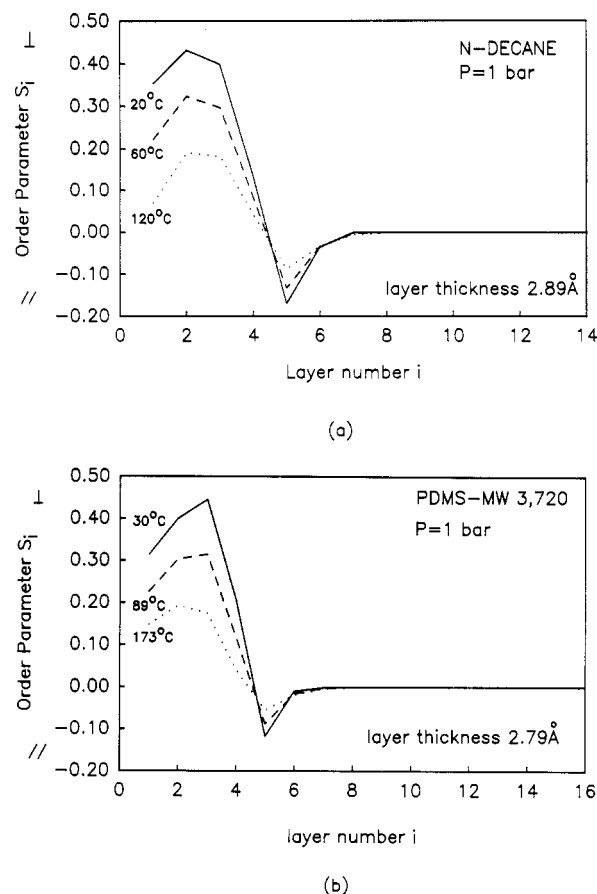 0.50
0.40
0.30
0.20
0.10
0.00
−0.10
−0.20
Order Parameter Sᵢ
⊥
//
N−DECANE
P=1 bar
20°C
60°C
120°C
layer thickness 2.89Å
0 2 4 6 8 10 12 14
Layer number i
(a)
0.50
0.40
0.30
0.20
0.10
0.00
−0.10
−0.20
Order Parameter Sᵢ
⊥
//
PDMS−MW 3,720
P=1 bar
30°C
89°C
173°C
layer thickness 2.79Å
0 2 4 6 8 10 12 14 16
layer number i
(b)